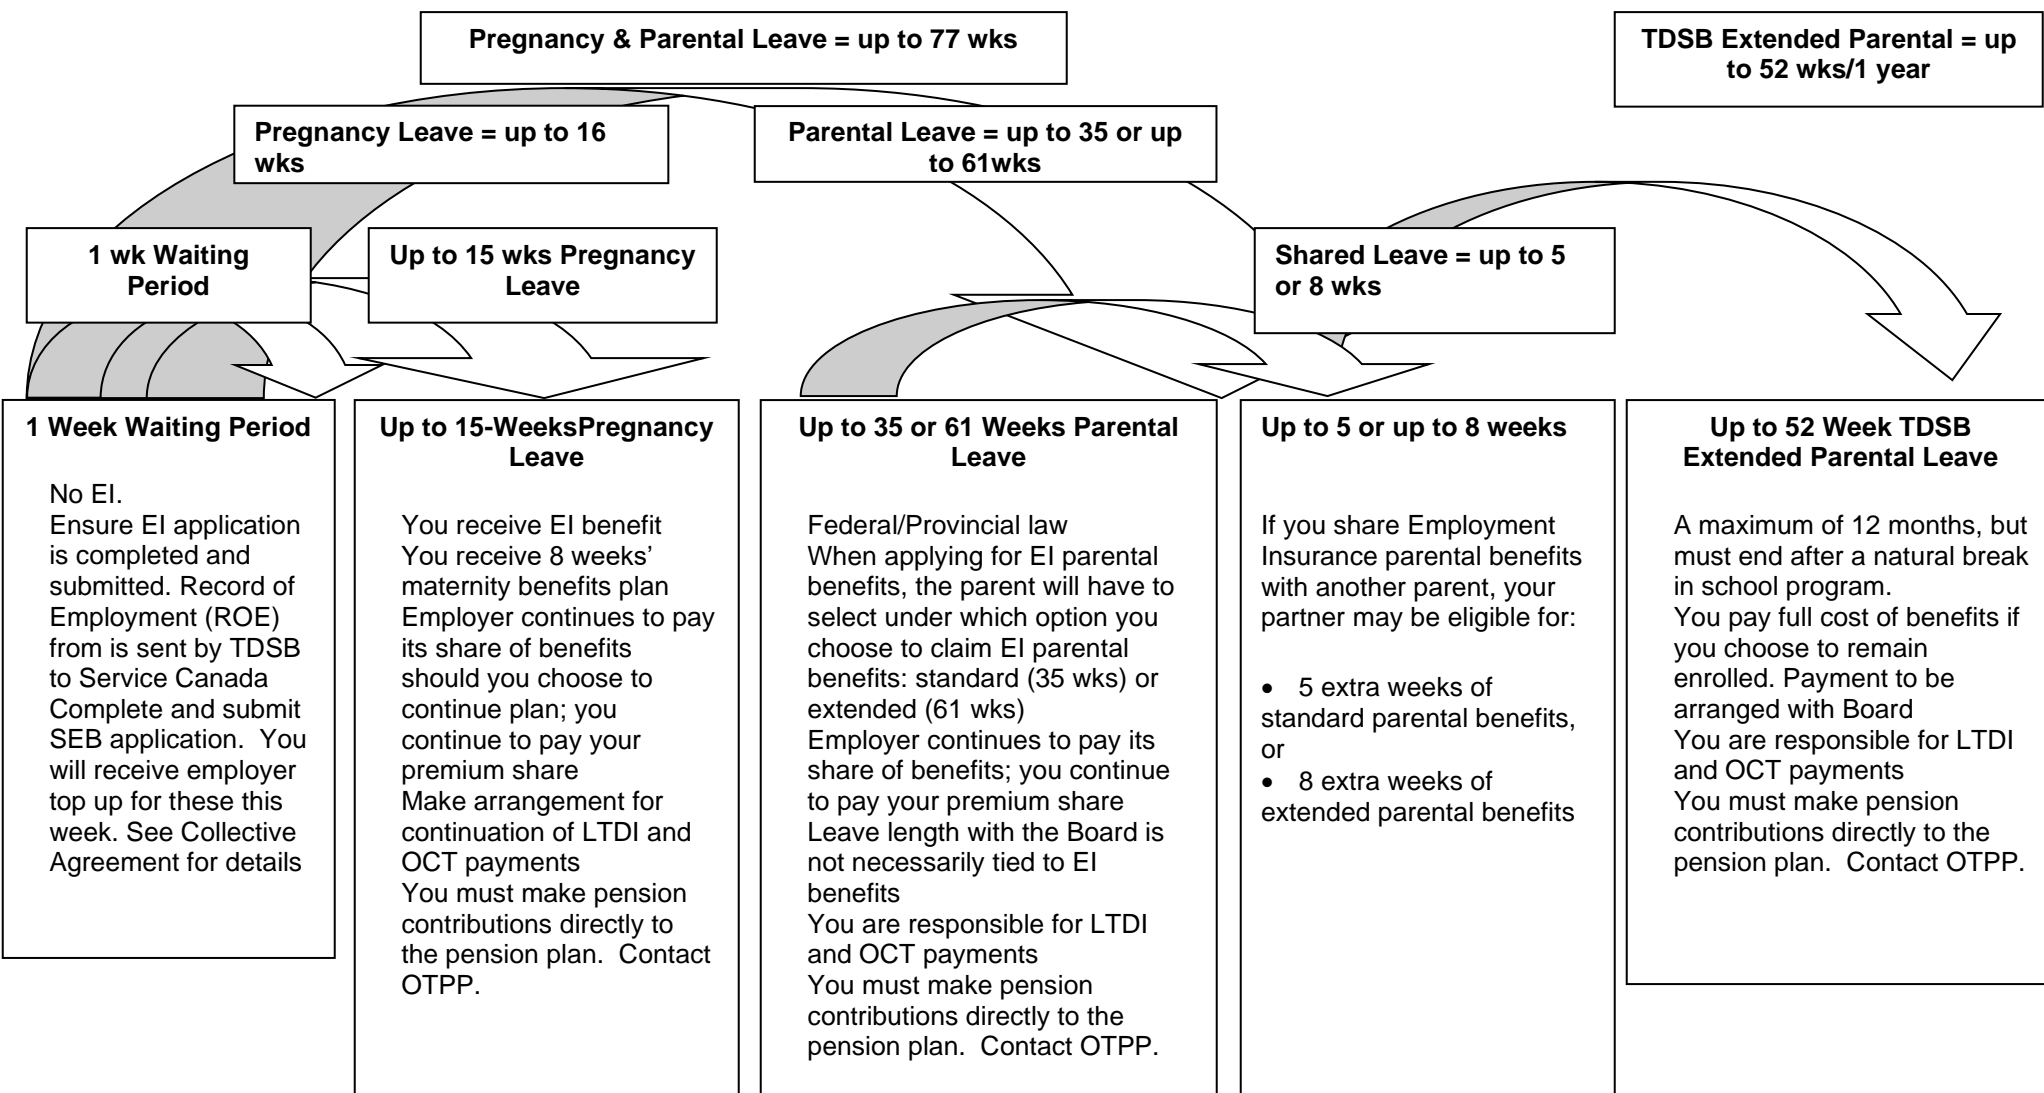 Pregnancy & Parental Leave = up to 77 wks
TDSB Extended Parental = up
to 52 wks/1 year
Pregnancy Leave = up to 16
wks
Parental Leave = up to 35 or up
to 61wks
1 wk Waiting
Period
Up to 15 wks Pregnancy
Leave
Shared Leave = up to 5
or 8 wks
1 Week Waiting Period
No EI.
Ensure EI application
is completed and
submitted. Record of
Employment (ROE)
from is sent by TDSB
to Service Canada
Complete and submit
SEB application.  You
will receive employer
top up for these this
week. See Collective
Agreement for details
Up to 15-WeeksPregnancy
Leave
You receive EI benefit
You receive 8 weeks’
maternity benefits plan
Employer continues to pay
its share of benefits
should you choose to
continue plan; you
continue to pay your
premium share
Make arrangement for
continuation of LTDI and
OCT payments
You must make pension
contributions directly to
the pension plan.  Contact
OTPP.
Up to 35 or 61 Weeks Parental
Leave
Federal/Provincial law
When applying for EI parental
benefits, the parent will have to
select under which option you
choose to claim EI parental
benefits: standard (35 wks) or
extended (61 wks)
Employer continues to pay its
share of benefits; you continue
to pay your premium share
Leave length with the Board is
not necessarily tied to EI
benefits
You are responsible for LTDI
and OCT payments
You must make pension
contributions directly to the
pension plan.  Contact OTPP.
Up to 5 or up to 8 weeks
If you share Employment
Insurance parental benefits
with another parent, your
partner may be eligible for:
• 5 extra weeks of
standard parental benefits,
or
• 8 extra weeks of
extended parental benefits
Up to 52 Week TDSB
Extended Parental Leave
A maximum of 12 months, but
must end after a natural break
in school program.
You pay full cost of benefits if
you choose to remain
enrolled. Payment to be
arranged with Board
You are responsible for LTDI
and OCT payments
You must make pension
contributions directly to the
pension plan.  Contact OTPP.